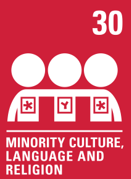 30
* Y *
MINORITY CULTURE,
LANGUAGE AND
RELIGION